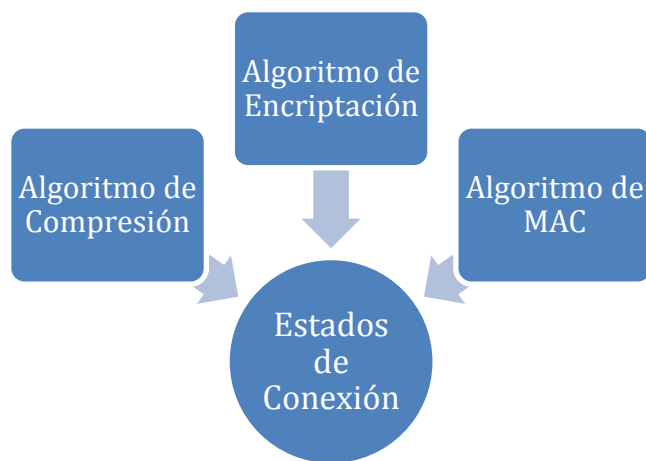 Algoritmo de
Encriptación
Algoritmo de
Compresión
Algoritmo de
MAC
Estados
de
Conexión